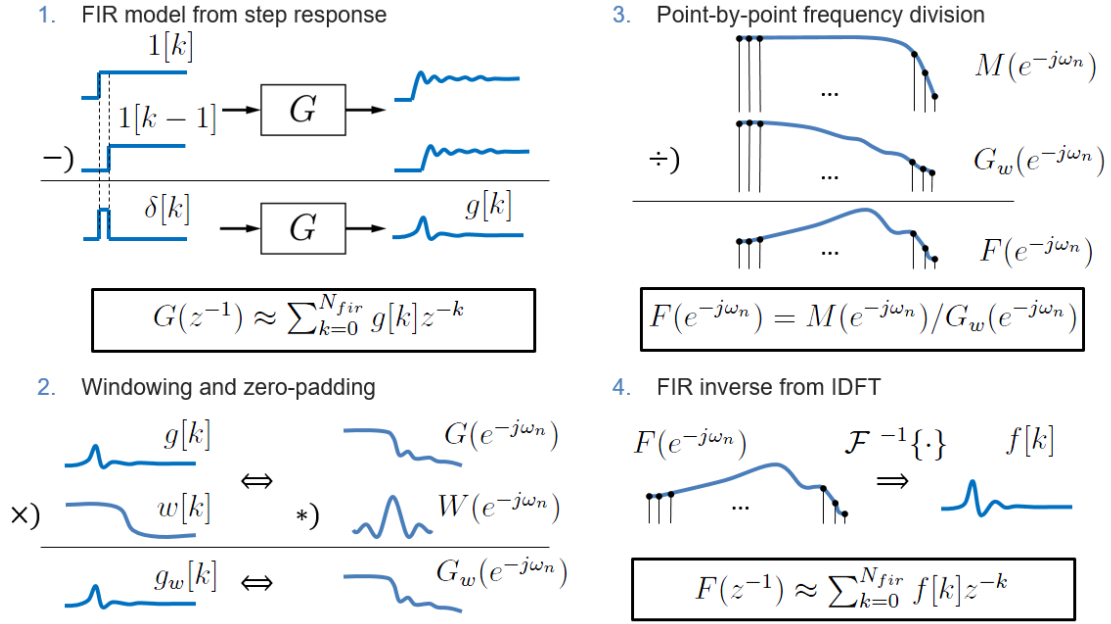 1. FIR model from step response
1[k]
1[k − 1]
G
−)
δ[k]
G
g[k]
G(z⁻¹) ≈ ∑_{k=0}^{N_{fir}} g[k]z^{-k}
2. Windowing and zero-padding
g[k]
G(e^{-jω_n})
⇔
×)
w[k]
*)
W(e^{-jω_n})
g_w[k]
⇔
G_w(e^{-jω_n})
3. Point-by-point frequency division
M(e^{-jω_n})
...
÷)
G_w(e^{-jω_n})
...
F(e^{-jω_n})
...
F(e^{-jω_n}) = M(e^{-jω_n})/G_w(e^{-jω_n})
4. FIR inverse from IDFT
F(e^{-jω_n})
ℱ⁻¹{·}
f[k]
⇒
...
F(z⁻¹) ≈ ∑_{k=0}^{N_{fir}} f[k]z^{-k}